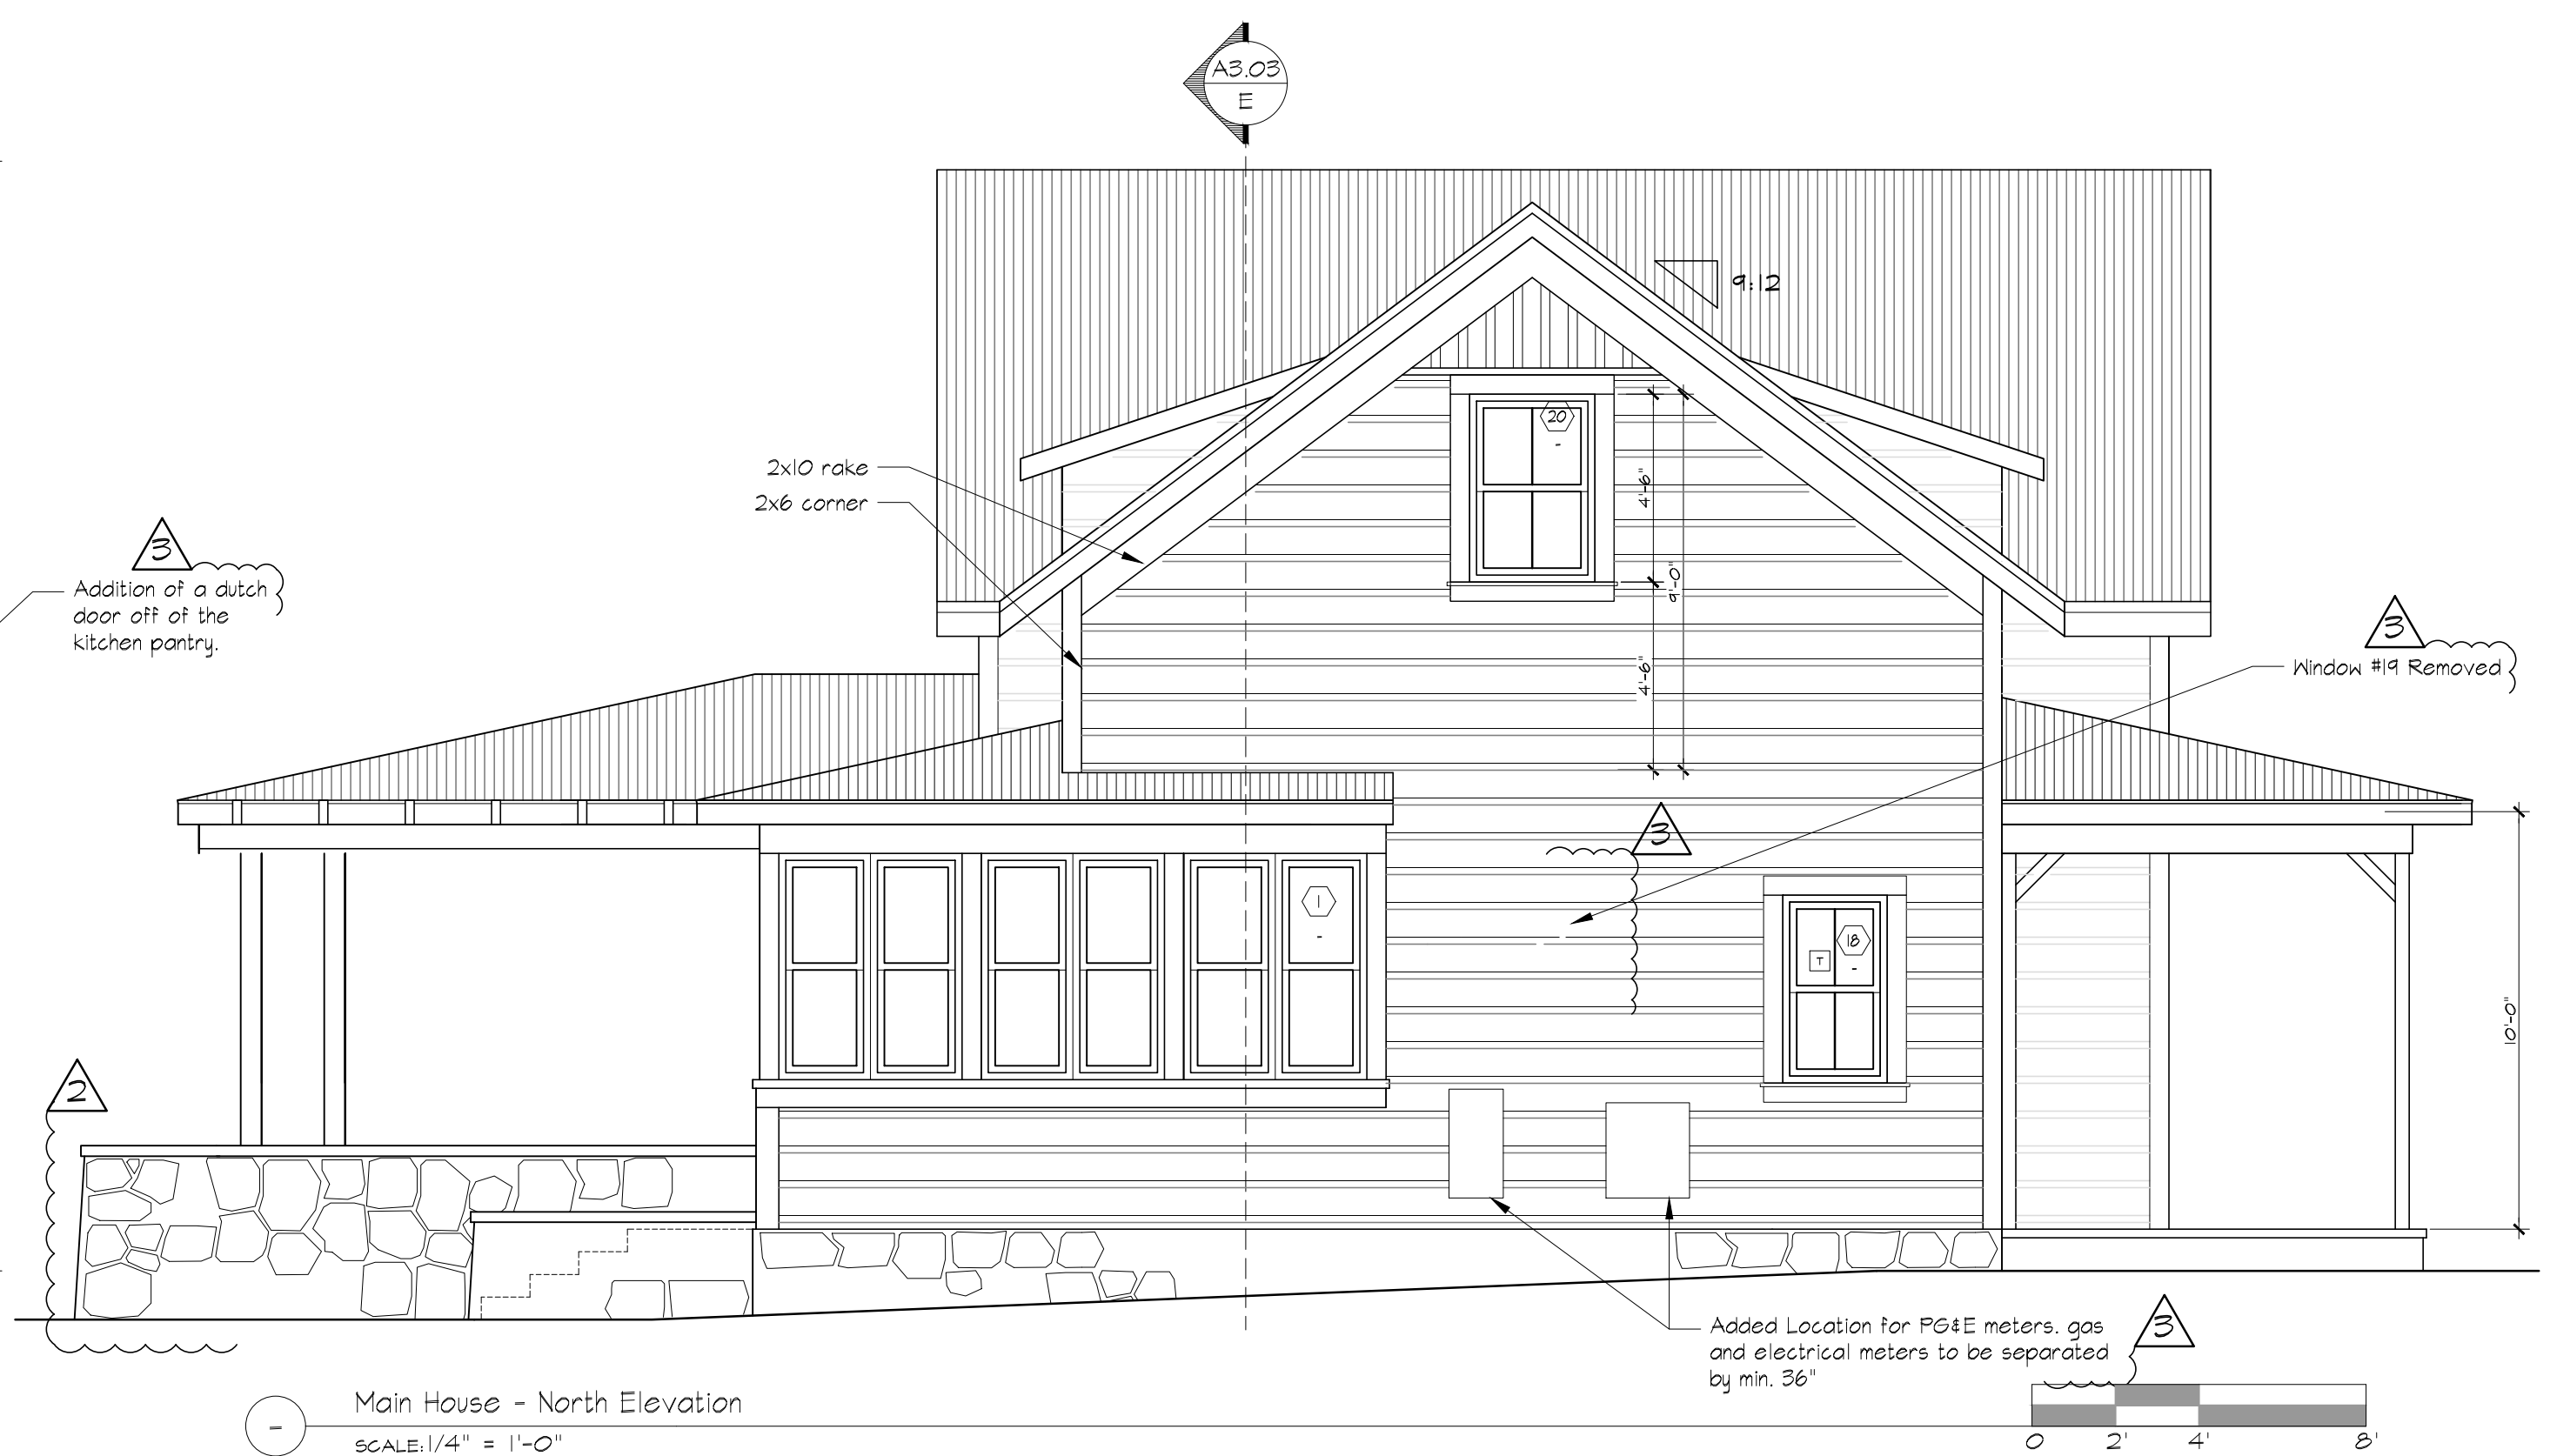 A3.03
E
9:12
20
-
2x10 rake
2x6 corner
4'-6"
9'-0"
4'-6"
3
Addition of a dutch
door off of the
kitchen pantry.
3
Window #19 Removed
3
1
-
18
-
T
10'-0"
2
Added Location for PG&E meters. gas
and electrical meters to be separated
by min. 36"
3
-
Main House - North Elevation
SCALE:1/4" = 1'-0"
0 2' 4' 8'